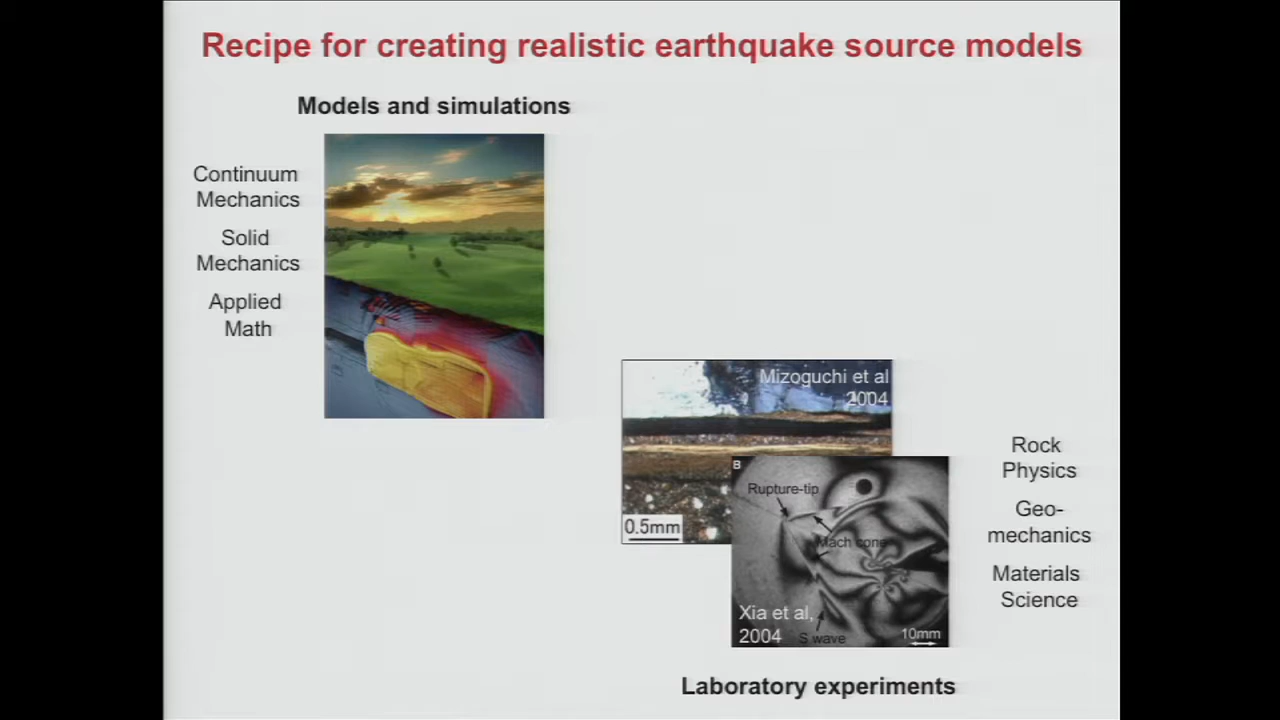 Recipe for creating realistic earthquake source models
Models and simulations
Continuum
Mechanics
Solid
Mechanics
Applied
Math
Mizoguchi et al
2004
0.5mm
B
Rupture-tip
Mach cone
Xia et al,
2004
S wave
10mm
Rock
Physics
Geo-
mechanics
Materials
Science
Laboratory experiments